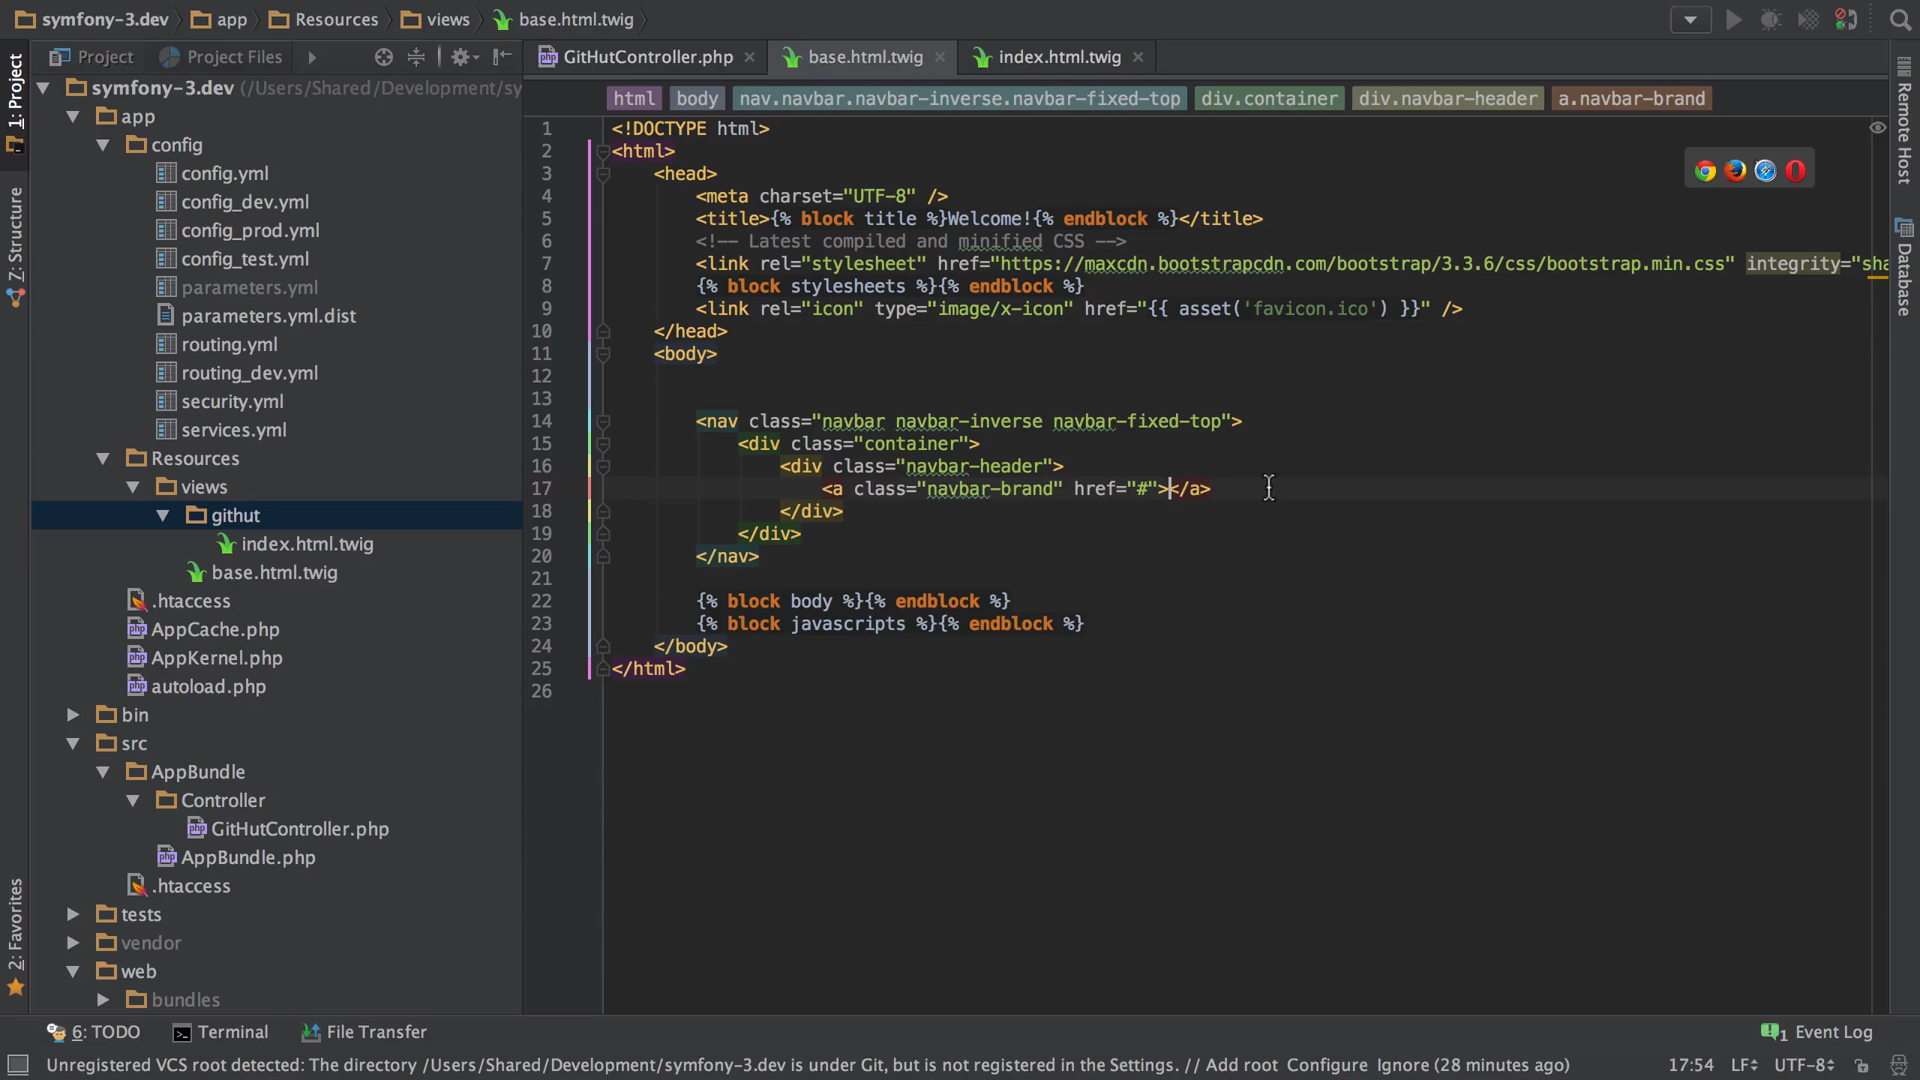 symfony-3.dev app Resources views base.html.twig
1: Project
Z: Structure
2: Favorites
Project Project Files
symfony-3.dev (/Users/Shared/Development/sy
app
config
config.yml
config_dev.yml
config_prod.yml
config_test.yml
parameters.yml
parameters.yml.dist
routing.yml
routing_dev.yml
security.yml
services.yml
Resources
views
githut
index.html.twig
base.html.twig
.htaccess
AppCache.php
AppKernel.php
autoload.php
bin
src
AppBundle
Controller
GitHutController.php
AppBundle.php
.htaccess
tests
vendor
web
bundles
GitHutController.php base.html.twig index.html.twig
html body nav.navbar.navbar-inverse.navbar-fixed-top div.container div.navbar-header a.navbar-brand
1 <!DOCTYPE html>
2 <html>
3 <head>
4 <meta charset="UTF-8" />
5 <title>{% block title %}Welcome!{% endblock %}</title>
6 <!-- Latest compiled and minified CSS -->
7 <link rel="stylesheet" href="https://maxcdn.bootstrapcdn.com/bootstrap/3.3.6/css/bootstrap.min.css" integrity="sha
8 {% block stylesheets %}{% endblock %}
9 <link rel="icon" type="image/x-icon" href="{{ asset('favicon.ico') }}" />
10 </head>
11 <body>
12
13
14 <nav class="navbar navbar-inverse navbar-fixed-top">
15 <div class="container">
16 <div class="navbar-header">
17 <a class="navbar-brand" href="#"></a>
18 </div>
19 </div>
20 </nav>
21
22 {% block body %}{% endblock %}
23 {% block javascripts %}{% endblock %}
24 </body>
25 </html>
26
Remote Host
Database
6: TODO Terminal File Transfer 1 Event Log
Unregistered VCS root detected: The directory /Users/Shared/Development/symfony-3.dev is under Git, but is not registered in the Settings. // Add root Configure Ignore (28 minutes ago) 17:54 LF UTF-8